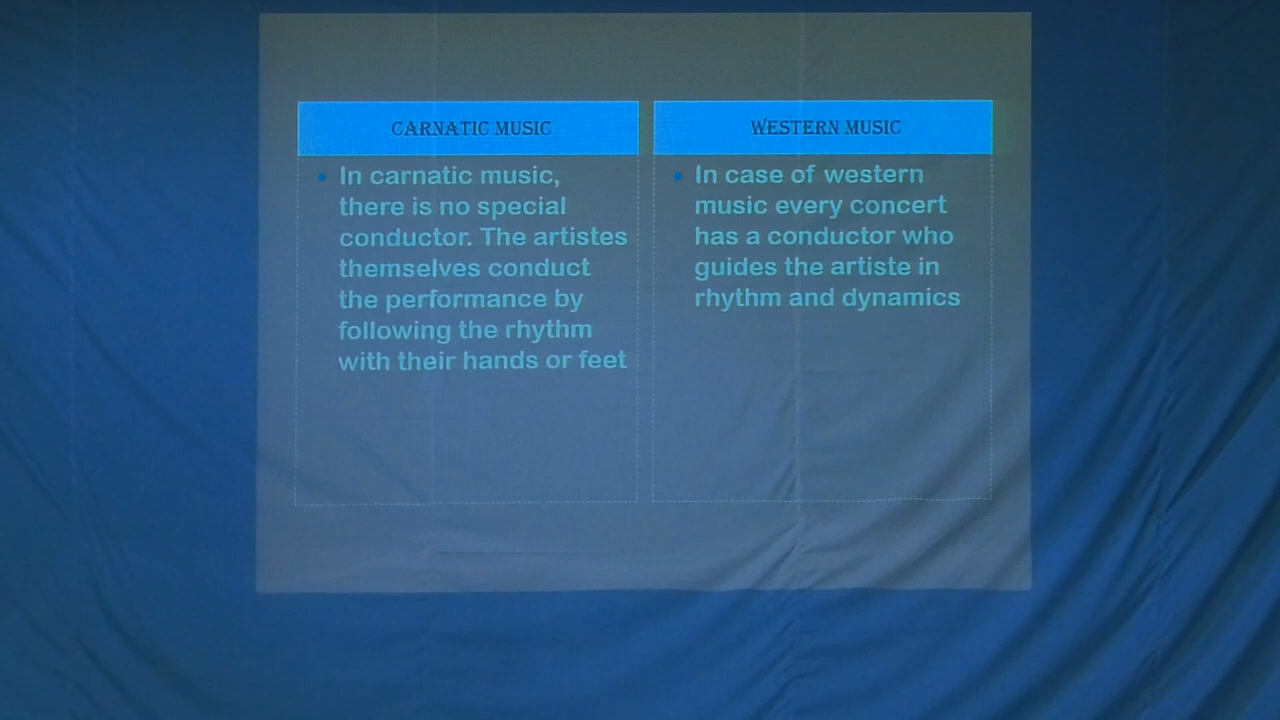 CARNATIC MUSIC
• In carnatic music,
there is no special
conductor. The artistes
themselves conduct
the performance by
following the rhythm
with their hands or feet
WESTERN MUSIC
• In case of western
music every concert
has a conductor who
guides the artiste in
rhythm and dynamics